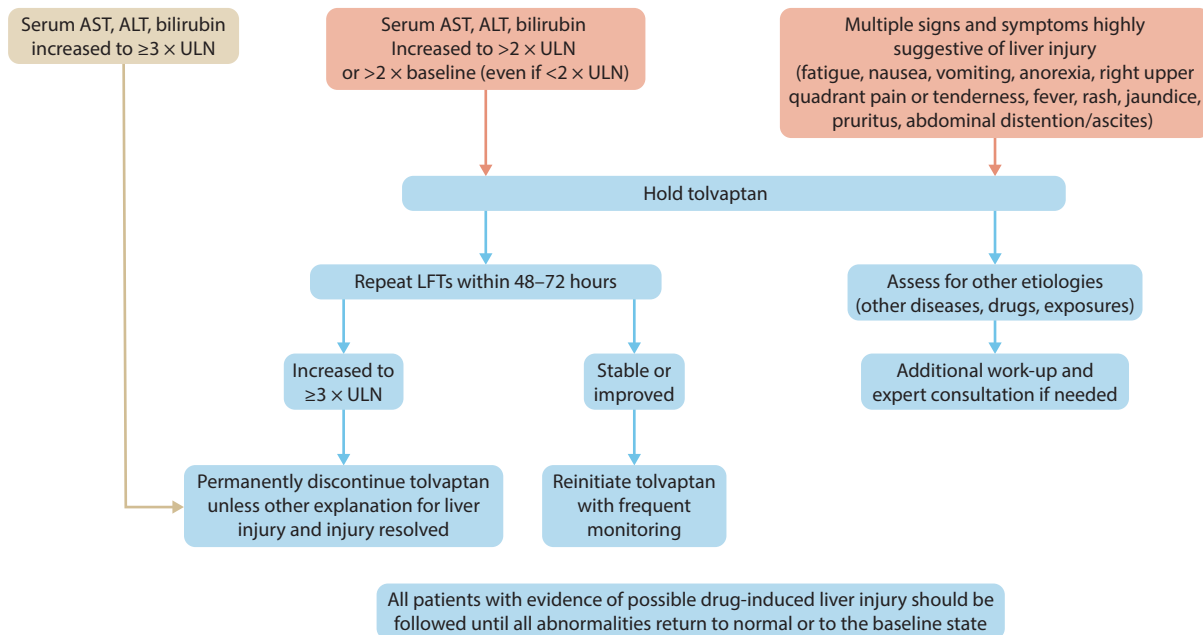 Serum AST, ALT, bilirubin
increased to ≥3 × ULN
Serum AST, ALT, bilirubin
Increased to >2 × ULN
or >2 × baseline (even if <2 × ULN)
Multiple signs and symptoms highly
suggestive of liver injury
(fatigue, nausea, vomiting, anorexia, right upper
quadrant pain or tenderness, fever, rash, jaundice,
pruritus, abdominal distention/ascites)
Hold tolvaptan
Repeat LFTs within 48–72 hours
Assess for other etiologies
(other diseases, drugs, exposures)
Increased to
≥3 × ULN
Stable or
improved
Additional work-up and
expert consultation if needed
Permanently discontinue tolvaptan
unless other explanation for liver
injury and injury resolved
Reinitiate tolvaptan
with frequent
monitoring
All patients with evidence of possible drug-induced liver injury should be
followed until all abnormalities return to normal or to the baseline state